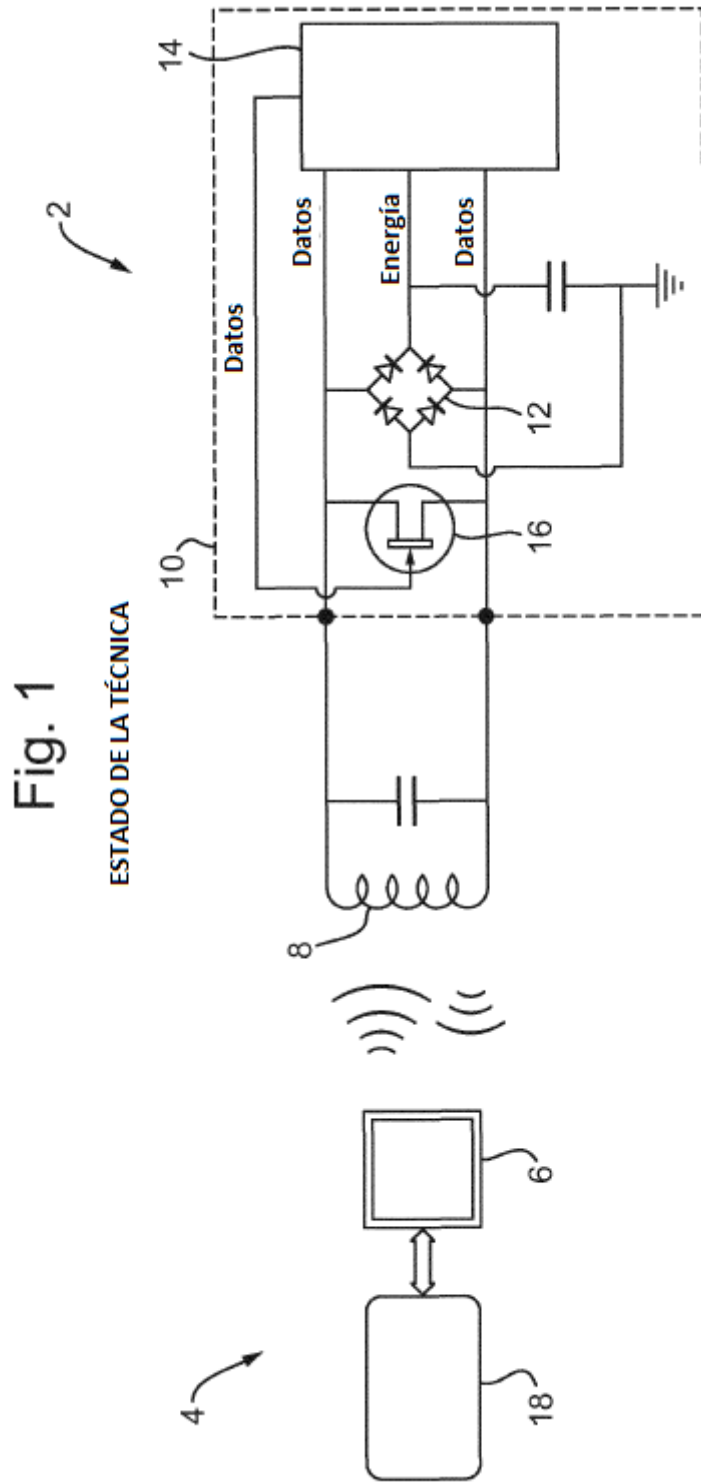 Fig. 1
ESTADO DE LA TÉCNICA
2
4
10
14
Datos
Datos
Energía
Datos
12
16
8
6
18